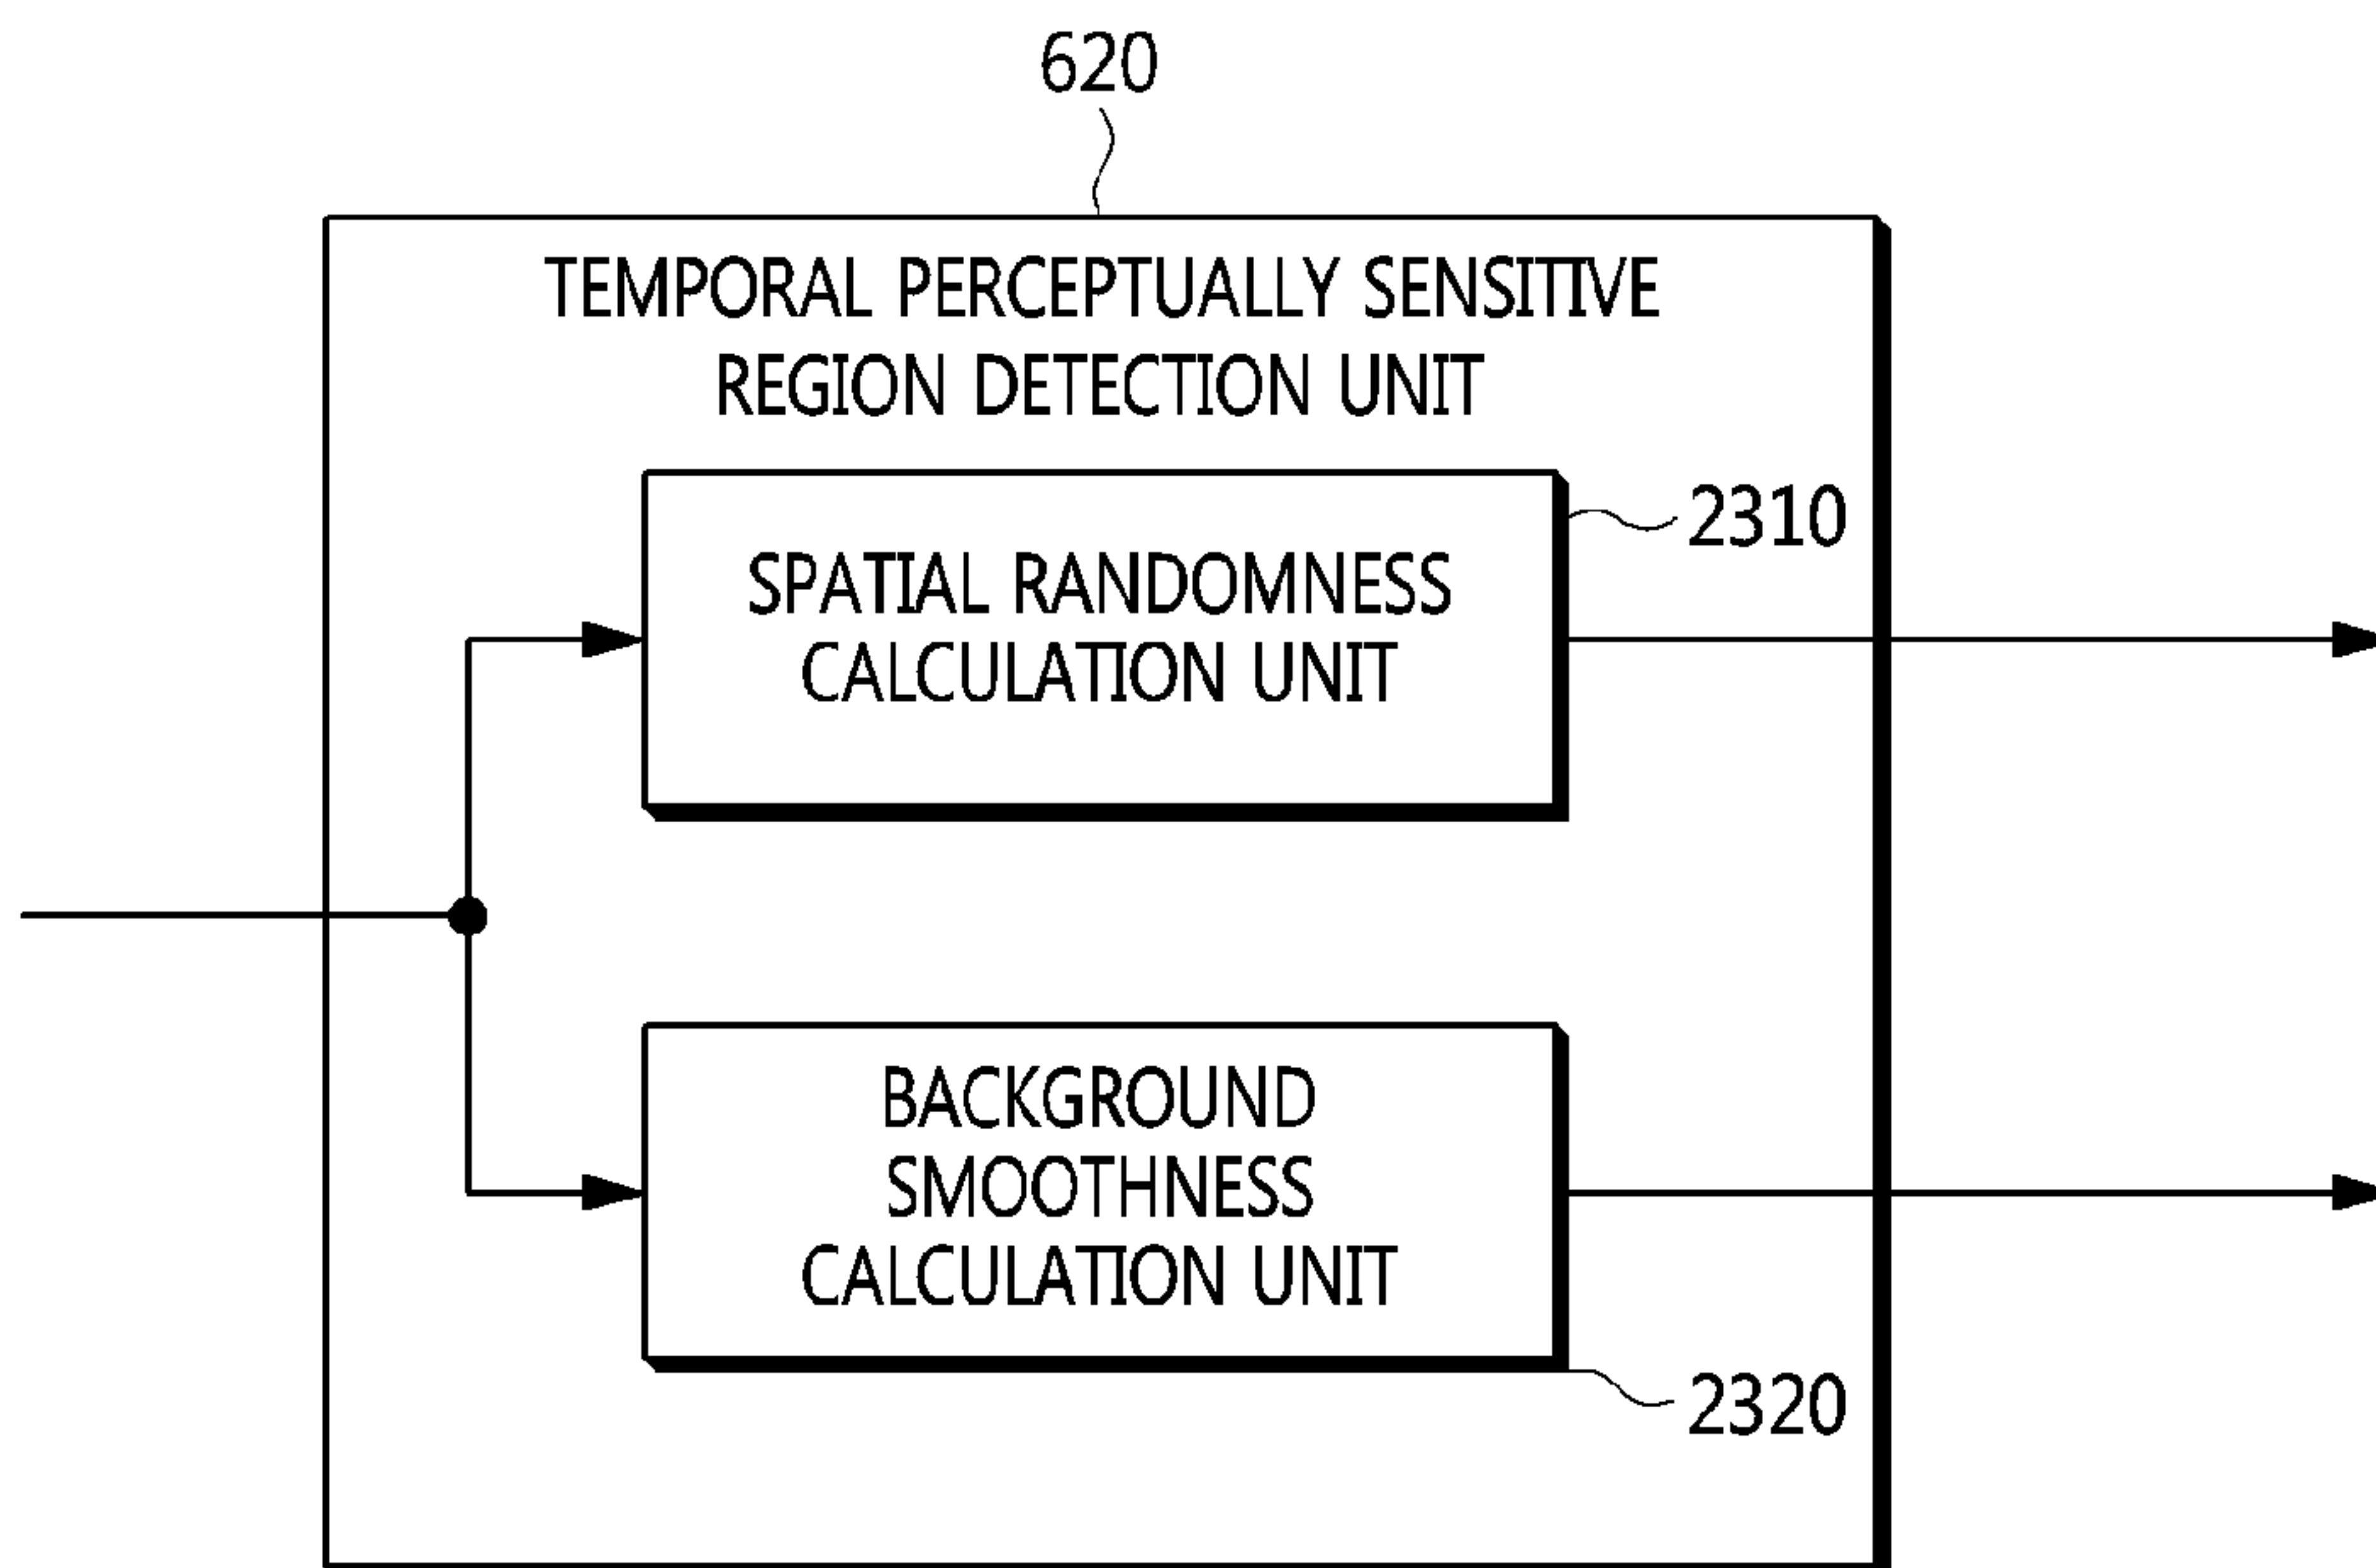 620
TEMPORAL PERCEPTUALLY SENSITIVE
REGION DETECTION UNIT
2310
SPATIAL RANDOMNESS
CALCULATION UNIT
BACKGROUND
SMOOTHNESS
CALCULATION UNIT
2320